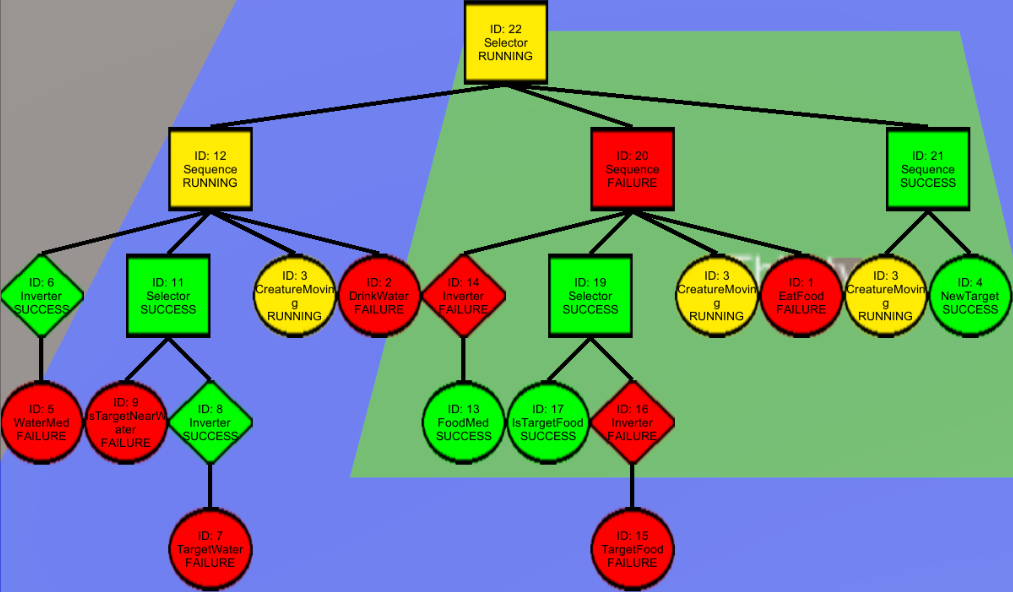 ID: 22
Selector
RUNNING
ID: 12
Sequence
RUNNING
ID: 20
Sequence
FAILURE
ID: 21
Sequence
SUCCESS
ID: 6
Inverter
SUCCESS
ID: 11
Selector
SUCCESS
ID: 3
CreatureMovin
g
RUNNING
ID: 2
DrinkWater
FAILURE
ID: 14
Inverter
FAILURE
ID: 19
Selector
SUCCESS
ID: 3
CreatureMovin
g
RUNNING
ID: 1
EatFood
FAILURE
ID: 3
CreatureMovin
g
RUNNING
ID: 4
NewTarget
SUCCESS
ID: 5
WaterMed
FAILURE
ID: 9
IsTargetNearW
ater
FAILURE
ID: 8
Inverter
SUCCESS
ID: 13
FoodMed
SUCCESS
ID: 17
IsTargetFood
SUCCESS
ID: 16
Inverter
FAILURE
ID: 7
TargetWater
FAILURE
ID: 15
TargetFood
FAILURE